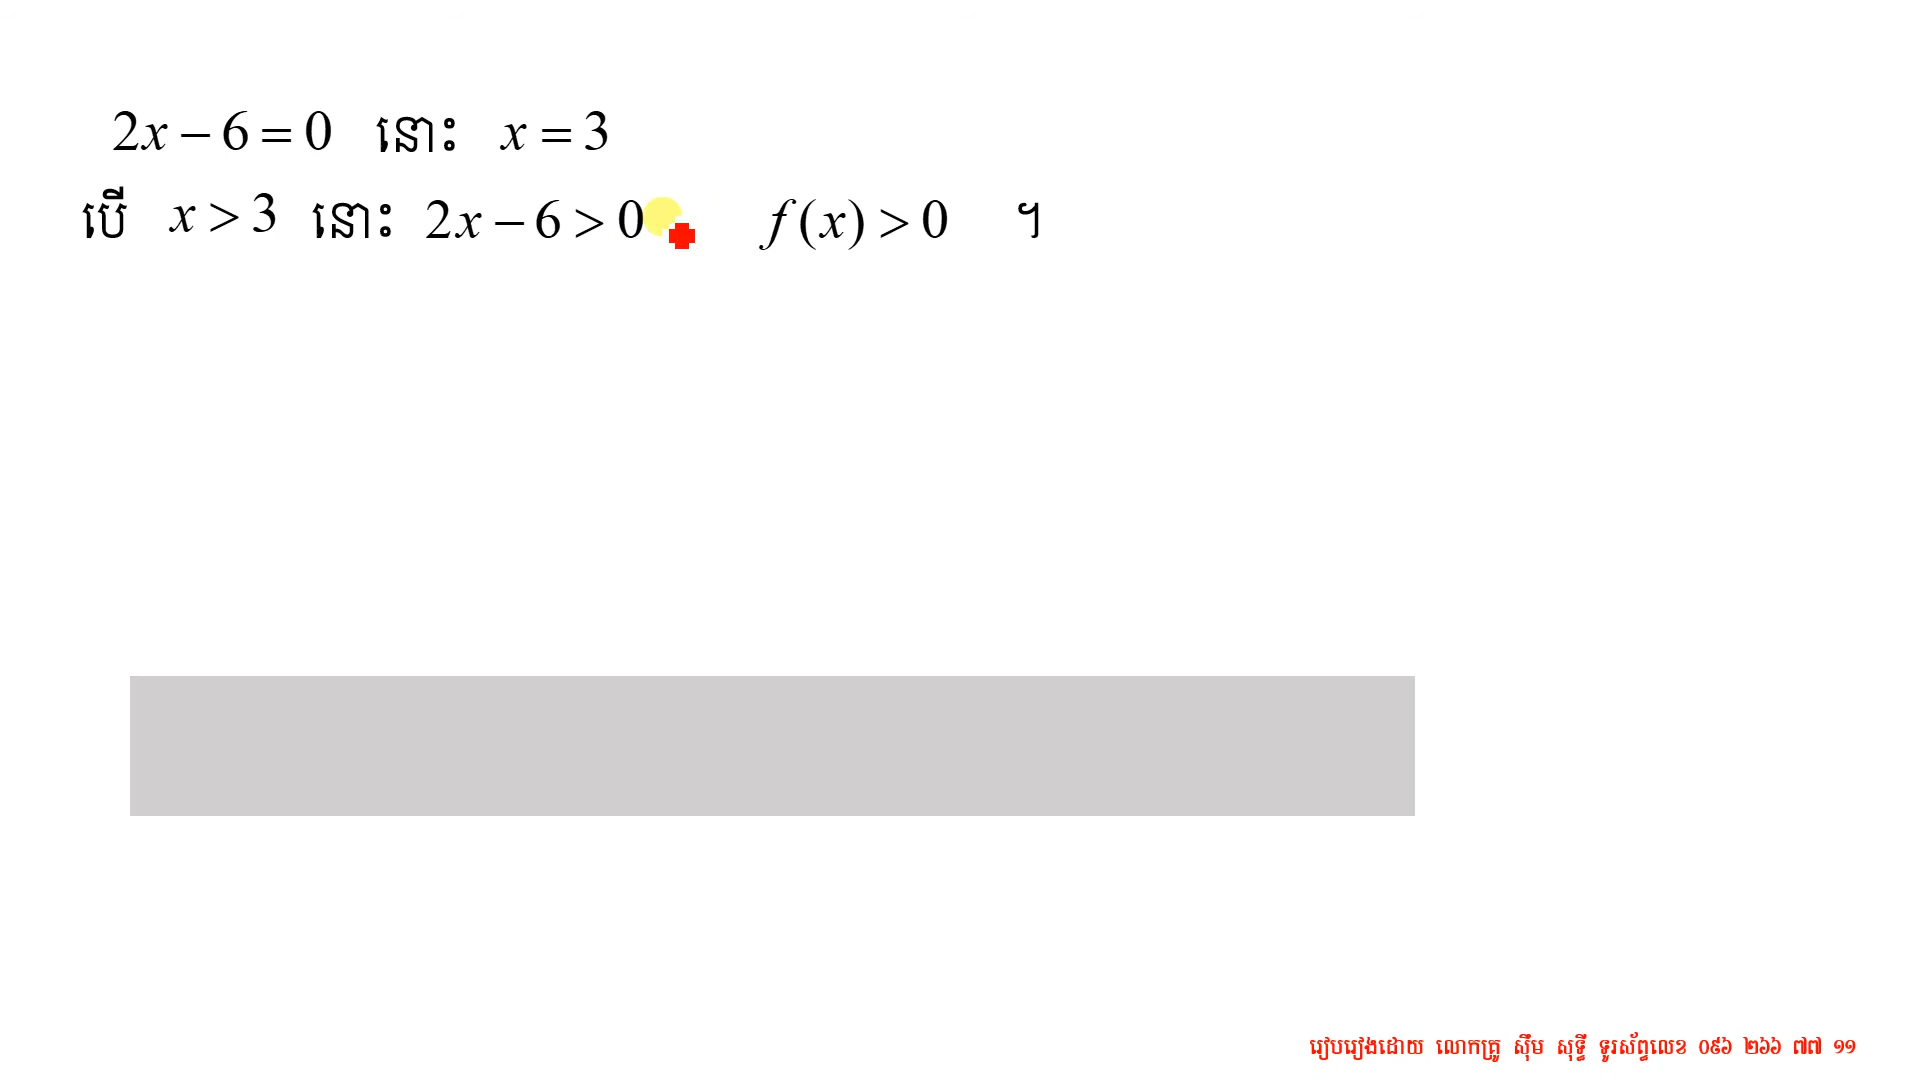 2x − 6 = 0 នោះ x = 3
បើ x > 3 នោះ 2x − 6 > 0 f(x) > 0 ។
រៀបរៀងដោយ លោកគ្រូ ស៊ឹម សុទ្ធី ទូរស័ព្ទលេខ ០៩៦ ២៦៦ ៧៧ ១១